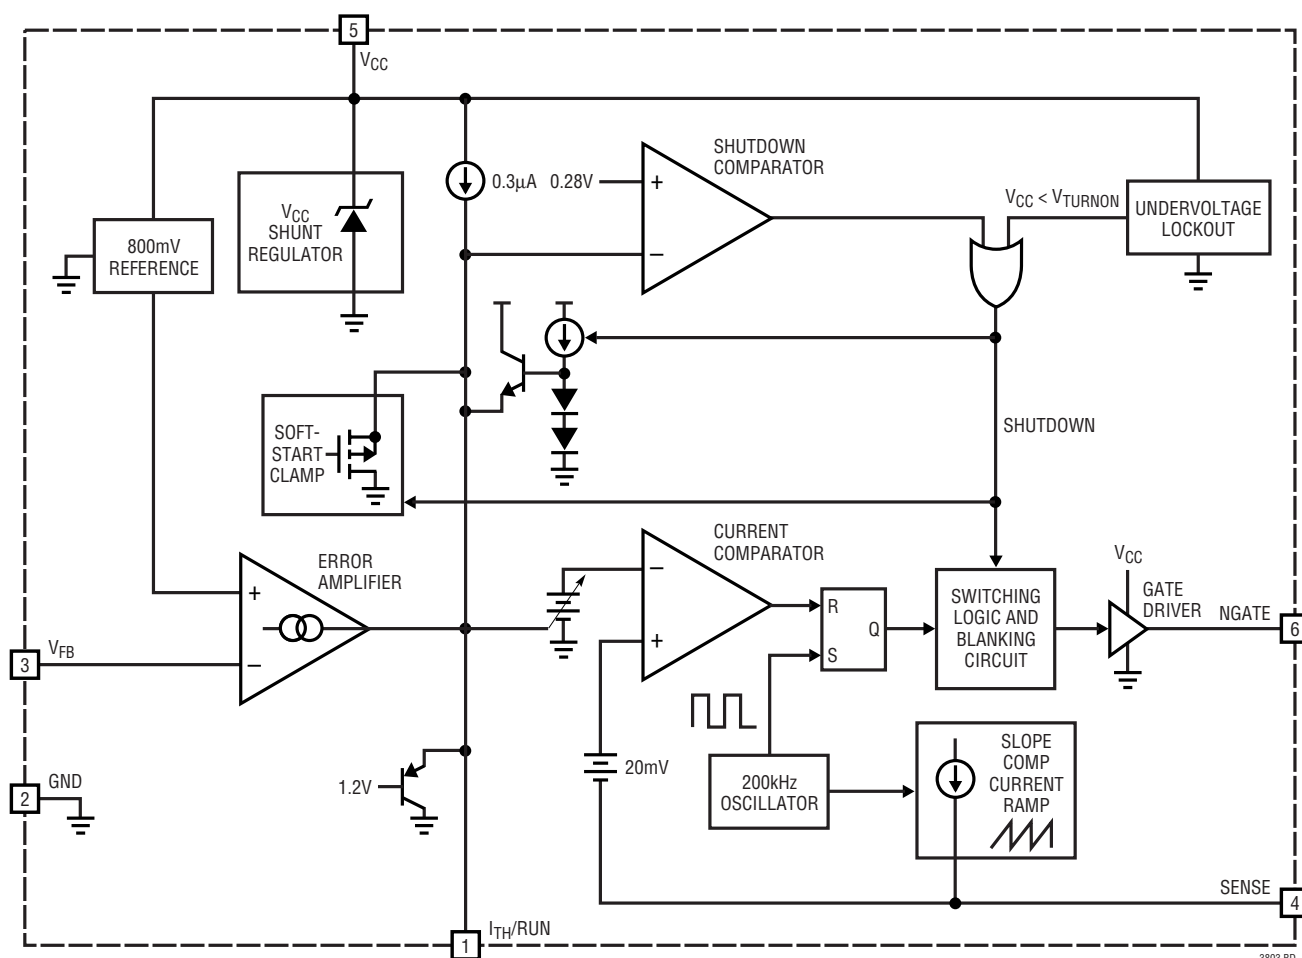 5
VCC
SHUTDOWN
COMPARATOR
0.3µA
0.28V
+
–
VCC < VTURNON
UNDERVOLTAGE
LOCKOUT
VCC
SHUNT
REGULATOR
800mV
REFERENCE
SOFT-
START
CLAMP
SHUTDOWN
ERROR
AMPLIFIER
+
–
CURRENT
COMPARATOR
–
+
R
Q
S
SWITCHING
LOGIC AND
BLANKING
CIRCUIT
VCC
GATE
DRIVER
NGATE
6
3
VFB
2
GND
1.2V
20mV
200kHz
OSCILLATOR
SLOPE
COMP
CURRENT
RAMP
SENSE
4
1
ITH/RUN
3803 BD